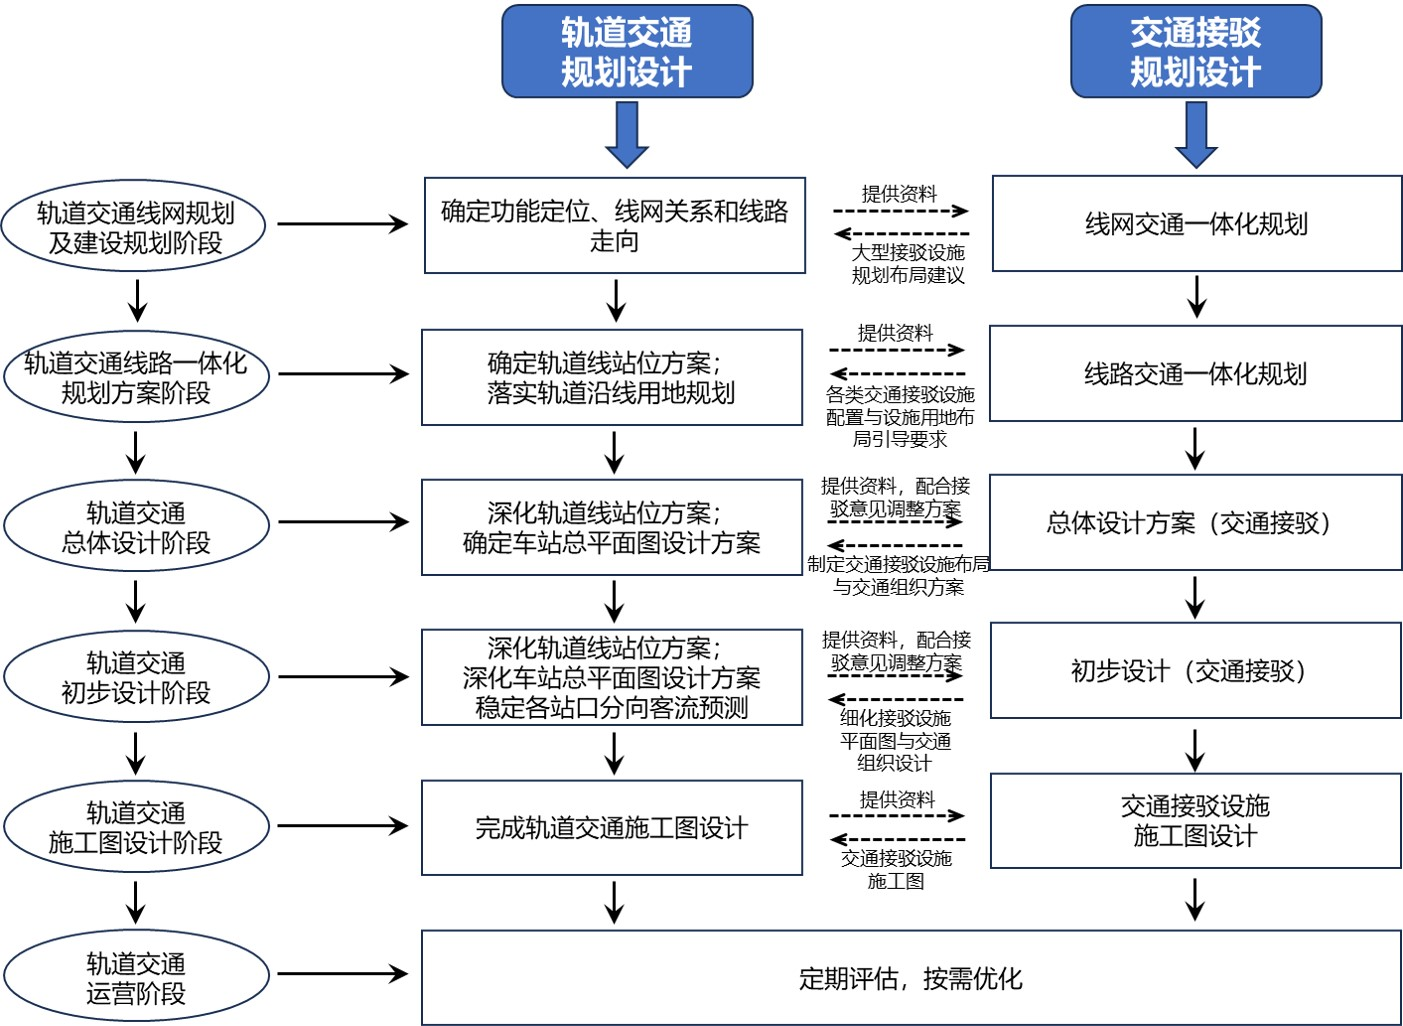 轨道交通
规划设计
交通接驳
规划设计
轨道交通线网规划
及建设规划阶段
确定功能定位、线网关系和线路
走向
提供资料
大型接驳设施
规划布局建议
线网交通一体化规划
轨道交通线路一体化
规划方案阶段
确定轨道线站位方案；
落实轨道沿线用地规划
提供资料
各类交通接驳设施
配置与设施用地布
局引导要求
线路交通一体化规划
轨道交通
总体设计阶段
深化轨道线站位方案；
确定车站总平面图设计方案
提供资料，配合接
驳意见调整方案
制定交通接驳设施布局
与交通组织方案
总体设计方案（交通接驳）
轨道交通
初步设计阶段
深化轨道线站位方案；
深化车站总平面图设计方案
稳定各站口分向客流预测
提供资料，配合接
驳意见调整方案
细化接驳设施
平面图与交通
组织设计
初步设计（交通接驳）
轨道交通
施工图设计阶段
完成轨道交通施工图设计
提供资料
交通接驳设施
施工图
交通接驳设施
施工图设计
轨道交通
运营阶段
定期评估，按需优化